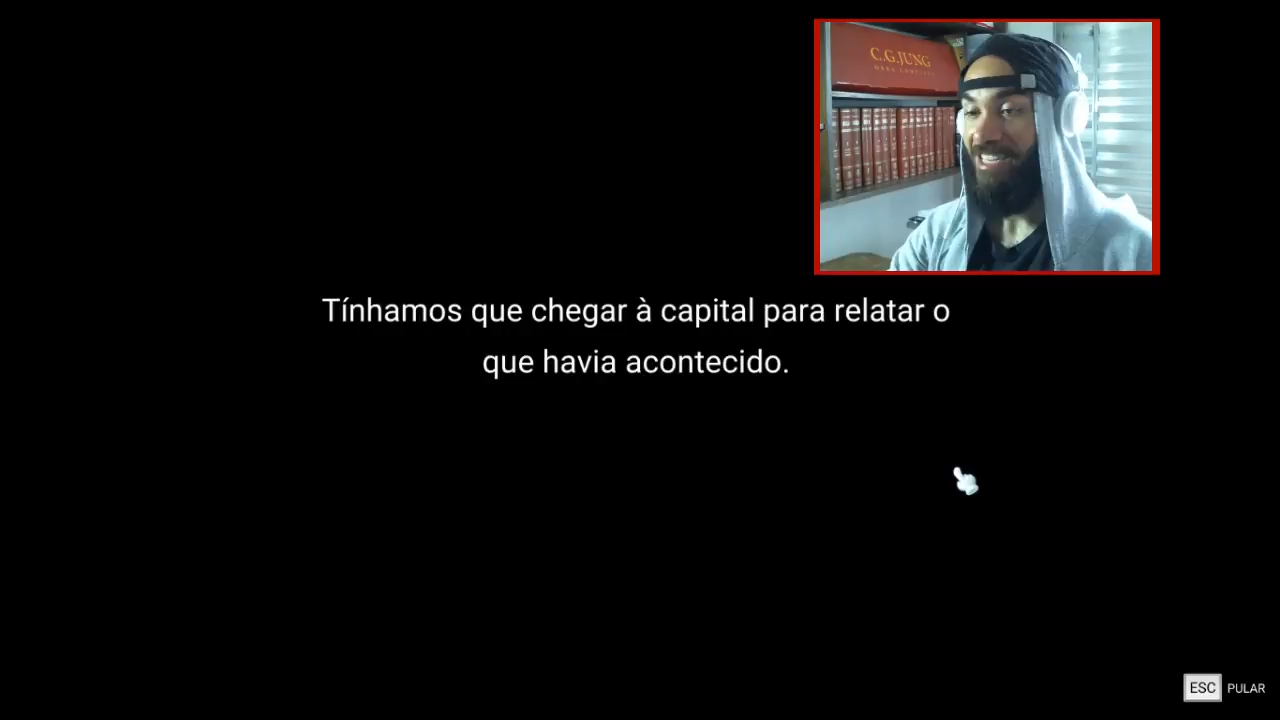 C.G.JUNG
Tínhamos que chegar à capital para relatar o
que havia acontecido.
ESC PULAR